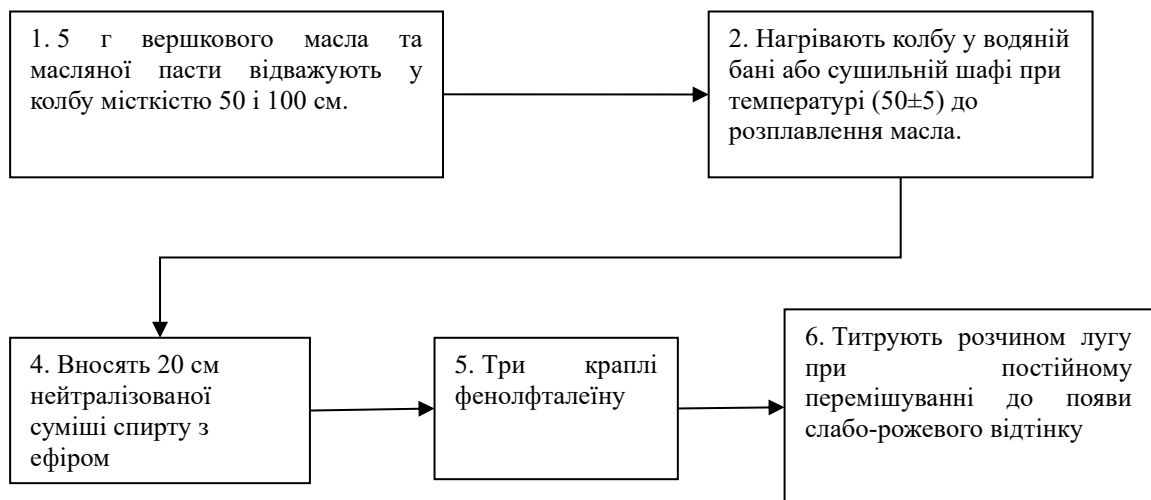 1. 5 г вершкового масла та
масляної пасти відважують у
колбу місткістю 50 і 100 см.
2. Нагрівають колбу у водяній
бані або сушильній шафі при
температурі (50±5) до
розплавлення масла.
4. Вносять 20 см
нейтралізованої
суміші спирту з
ефіром
5. Три краплі
фенолфталеїну
6. Титрують розчином лугу
при постійному
перемішуванні до появи
слабо-рожевого відтінку